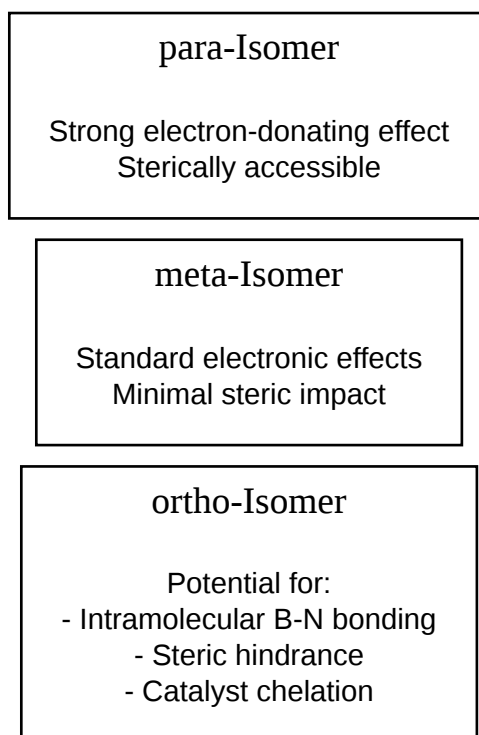 para-Isomer
Strong electron-donating effect
Sterically accessible
meta-Isomer
Standard electronic effects
Minimal steric impact
ortho-Isomer
Potential for:
- Intramolecular B-N bonding
- Steric hindrance
- Catalyst chelation